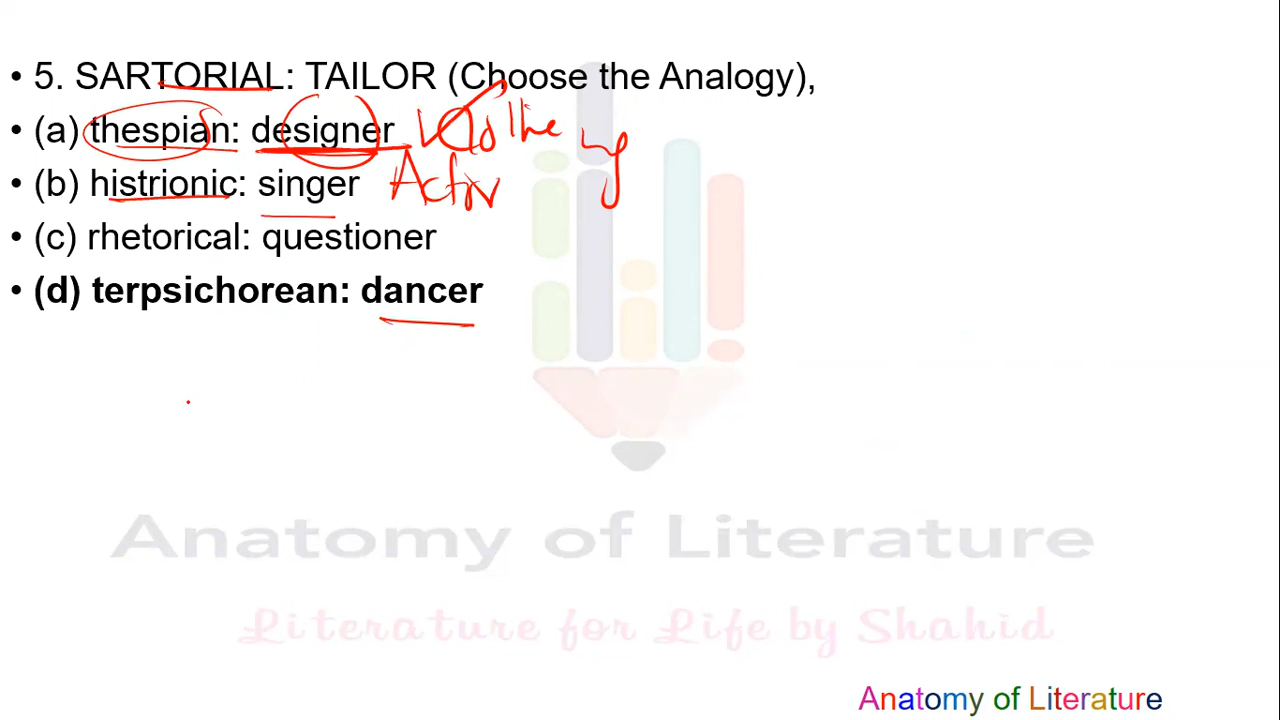 • 5. SARTORIAL: TAILOR (Choose the Analogy),
• (a) thespian: designer
• (b) histrionic: singer
• (c) rhetorical: questioner
• (d) terpsichorean: dancer
Anatomy of Literature
Literature for Life by Shahid
Anatomy of Literature